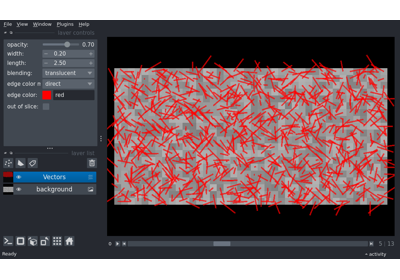 File View Window Plugins Help
layer controls
opacity: 0.70
width: - 0.20 +
length: - 2.50 +
blending: translucent
edge color m direct
edge color: red
out of slice:
layer list
Vectors
background
0 5 13
Ready
activity